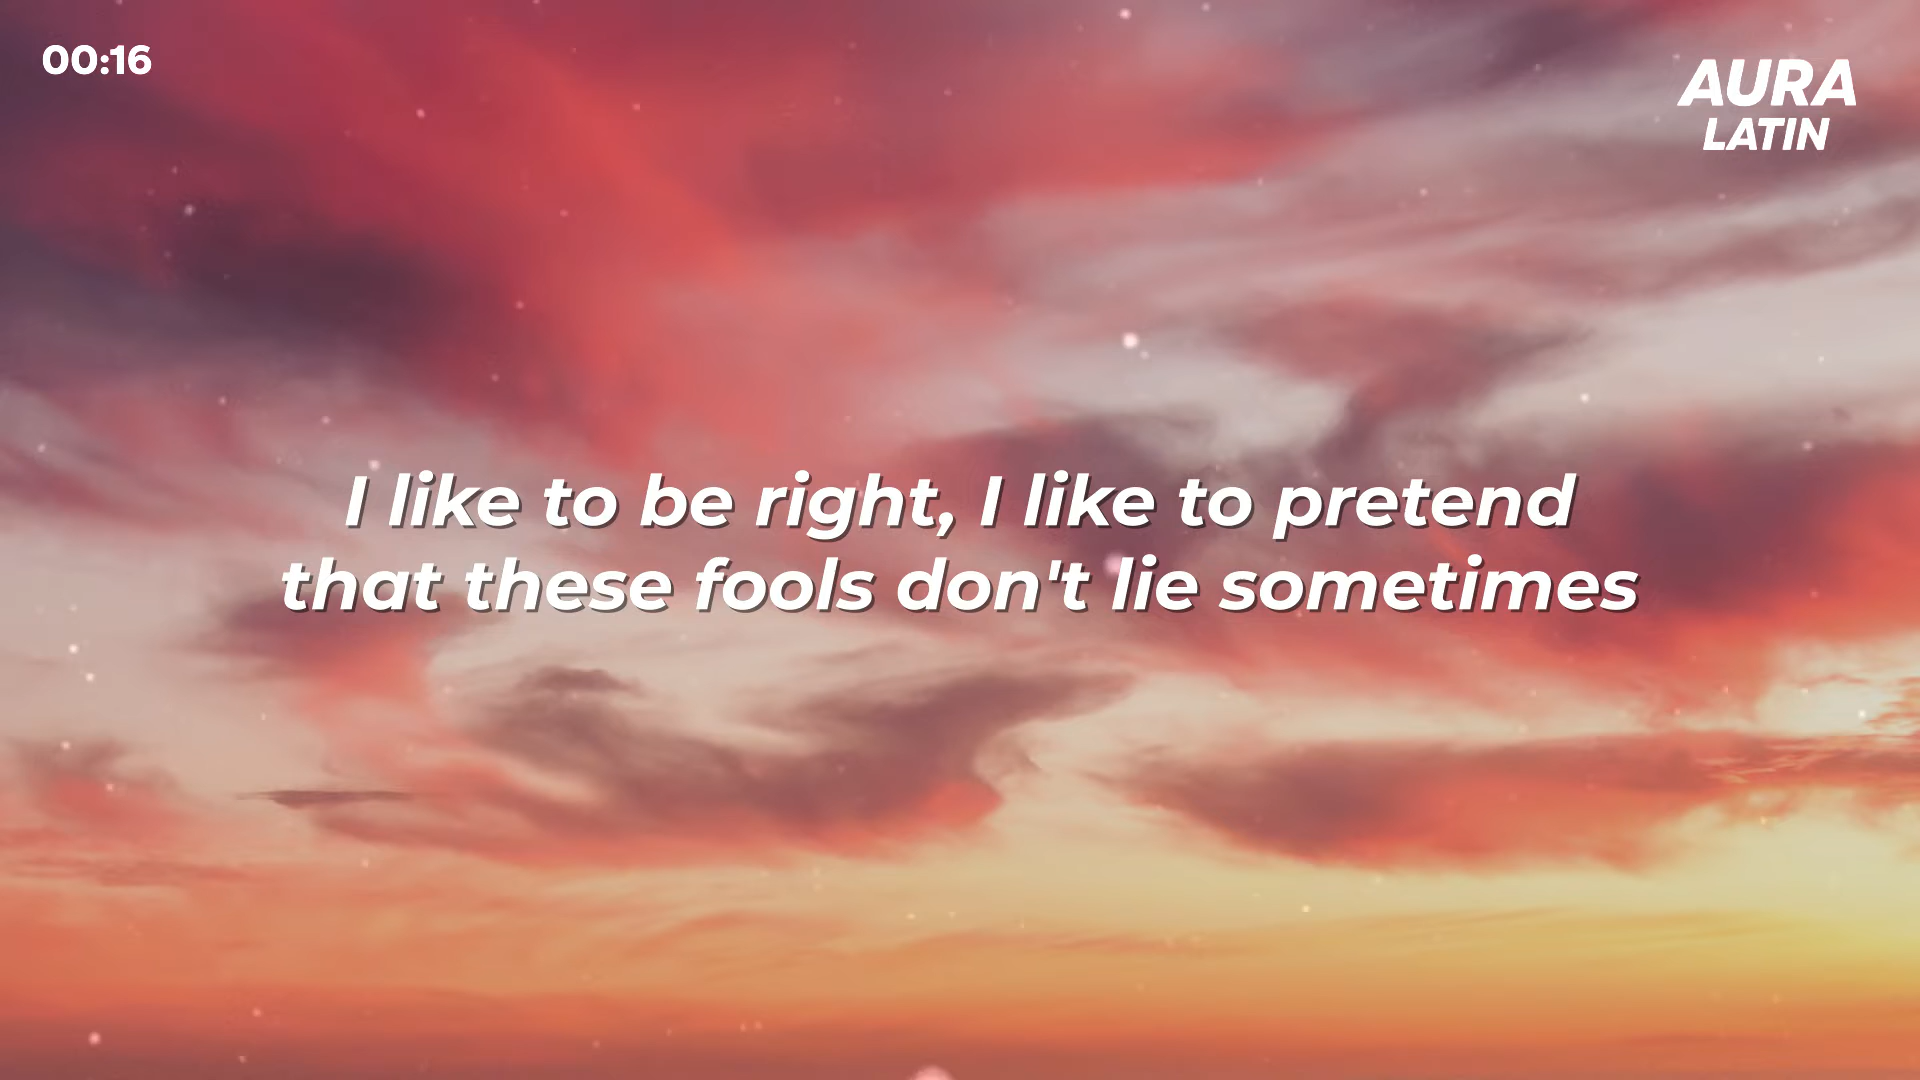 00:16
AURA
LATIN
I like to be right, I like to pretend
that these fools don't lie sometimes